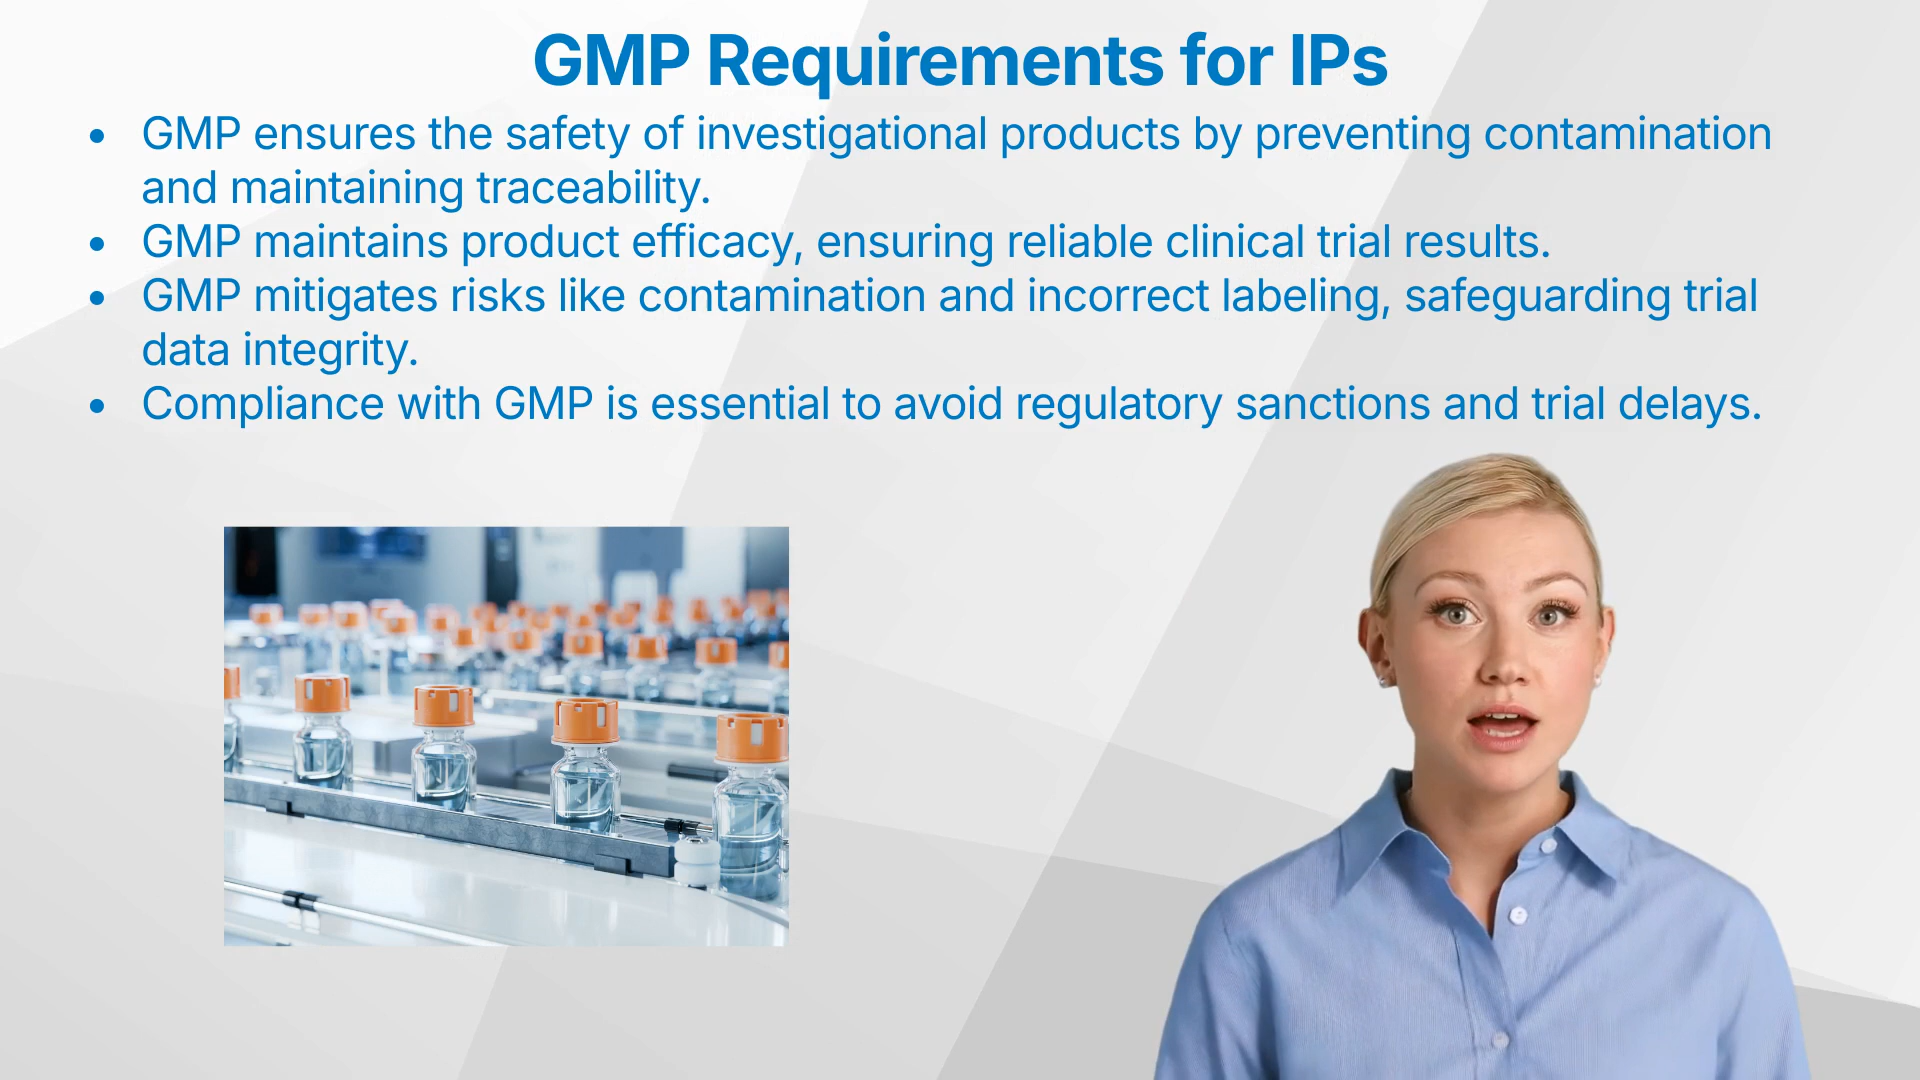 GMP Requirements for IPs
• GMP ensures the safety of investigational products by preventing contamination
and maintaining traceability.
• GMP maintains product efficacy, ensuring reliable clinical trial results.
• GMP mitigates risks like contamination and incorrect labeling, safeguarding trial
data integrity.
• Compliance with GMP is essential to avoid regulatory sanctions and trial delays.